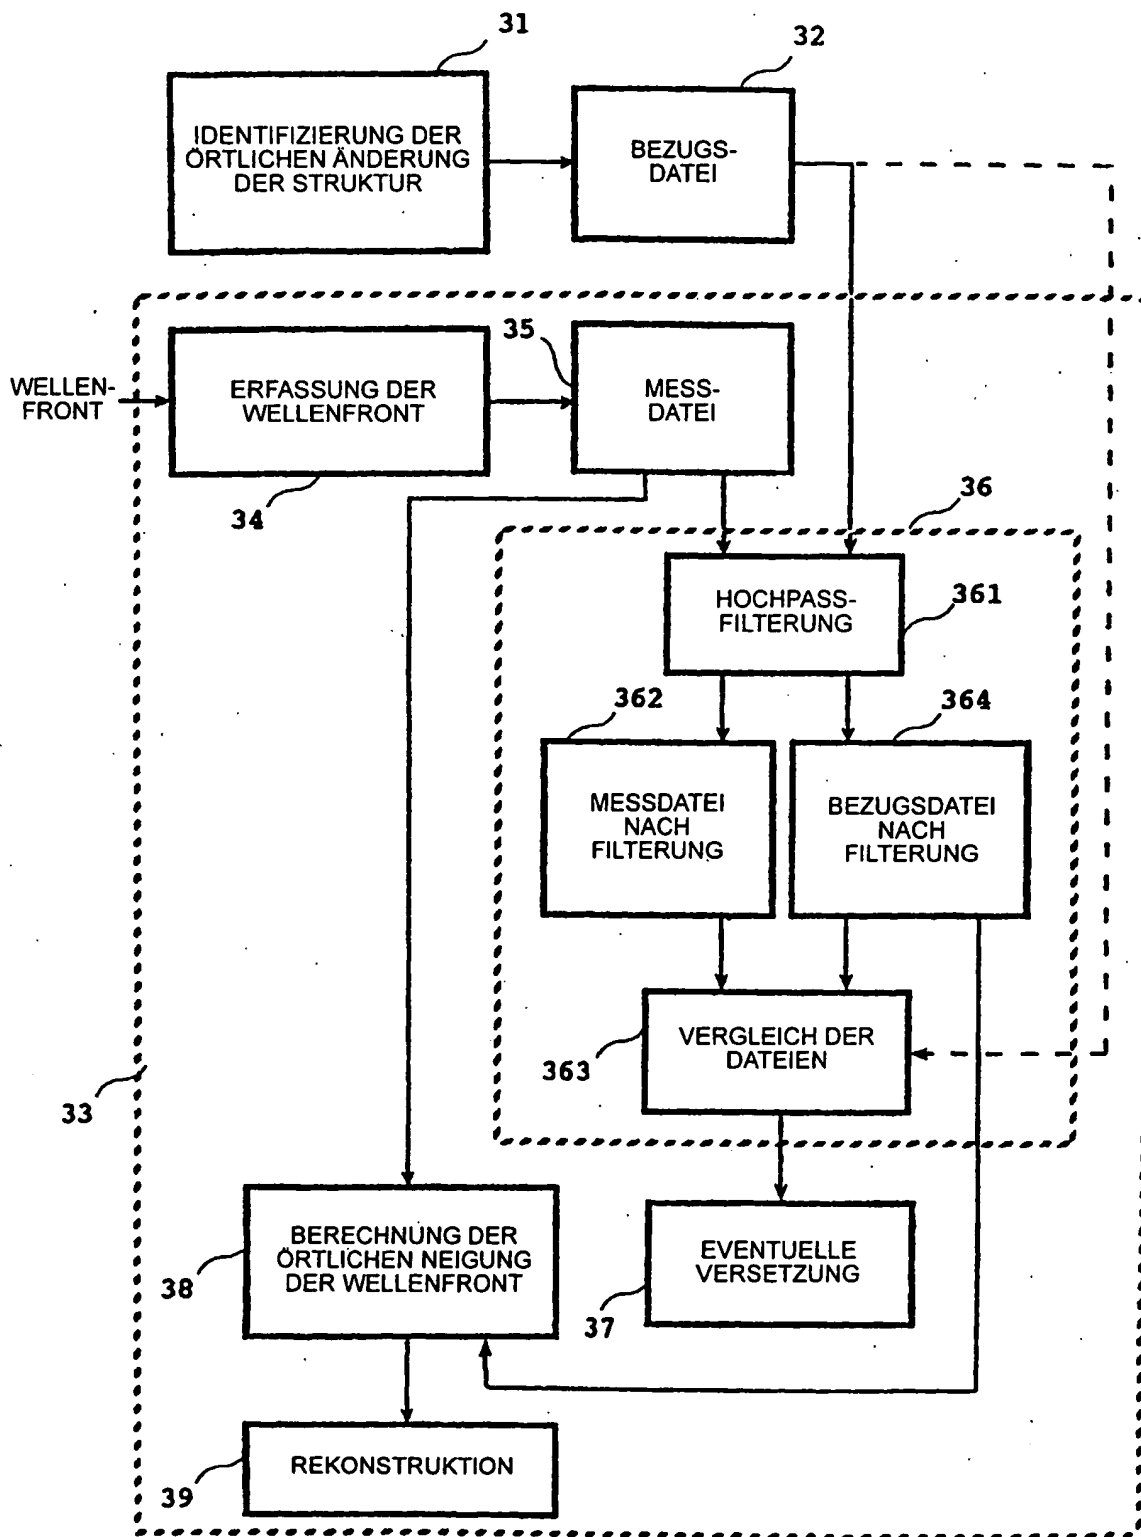 31
32
IDENTIFIZIERUNG DER
ÖRTLICHEN ÄNDERUNG
DER STRUKTUR
BEZUGS-
DATEI
35
WELLEN-
FRONT
ERFASSUNG DER
WELLENFRONT
MESS-
DATEI
34
36
HOCHPASS-
FILTERUNG
361
362
364
MESSDATEI
NACH
FILTERUNG
BEZUGSDATEI
NACH
FILTERUNG
VERGLEICH DER
DATEIEN
363
33
BERECHNUNG DER
ÖRTLICHEN NEIGUNG
DER WELLENFRONT
38
EVENTUELLE
VERSETZUNG
37
REKONSTRUKTION
39